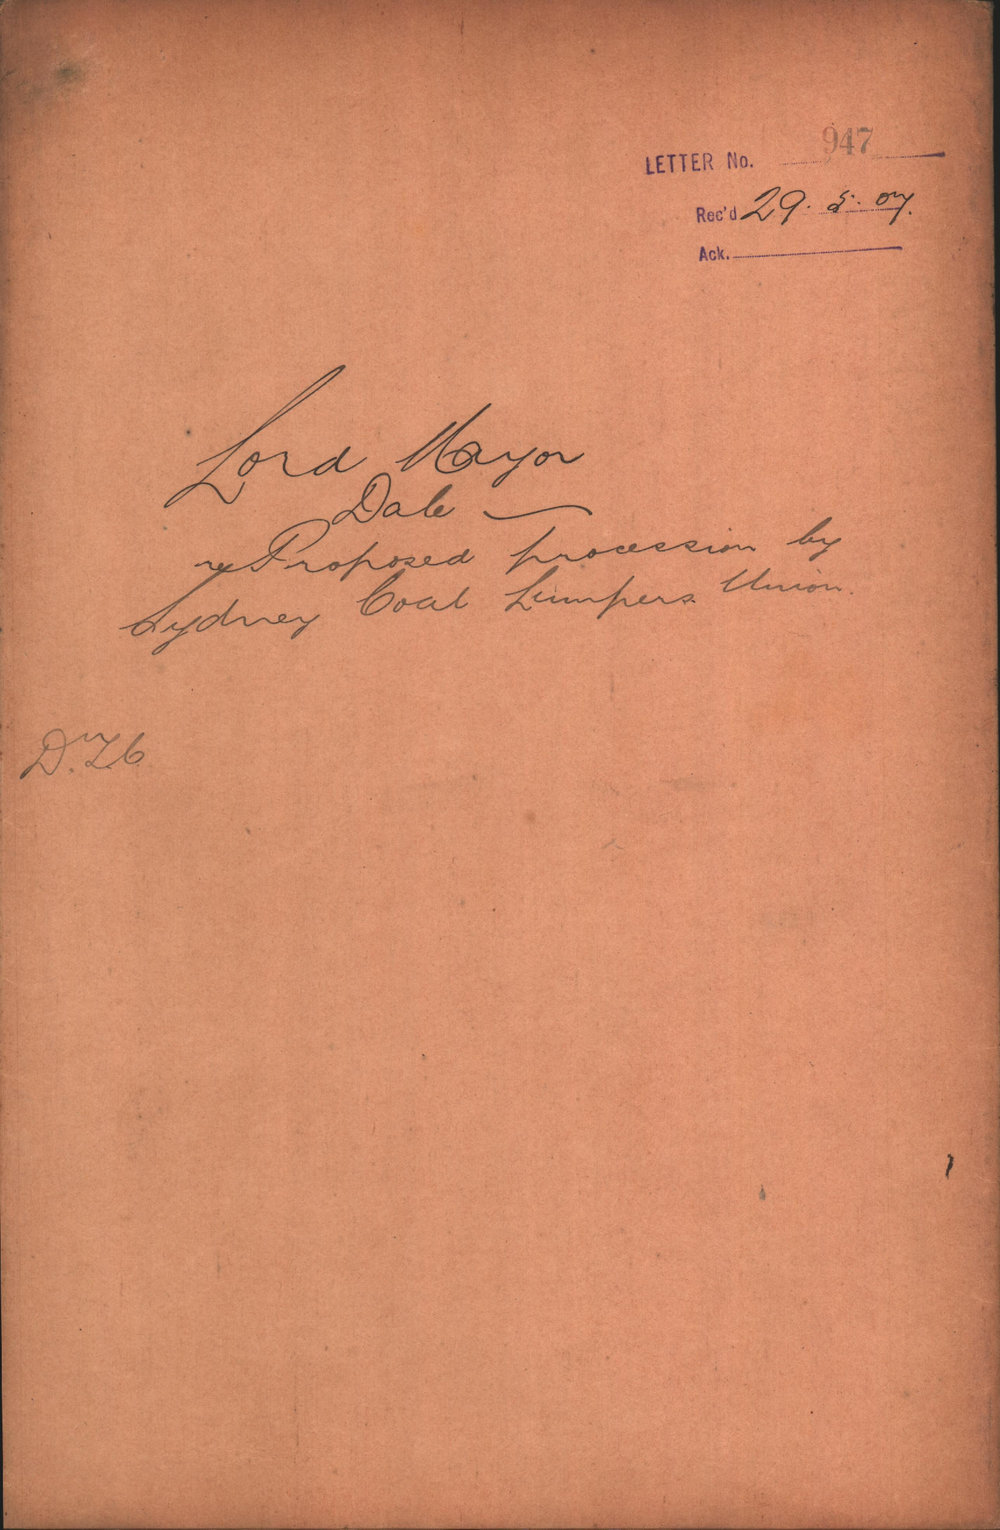 LETTER No. 947
Rec'd 29. 5. 07.
Ack.
Lord Mayor
Dale —
re Proposed procession by
Sydney Coal Lumpers Union.